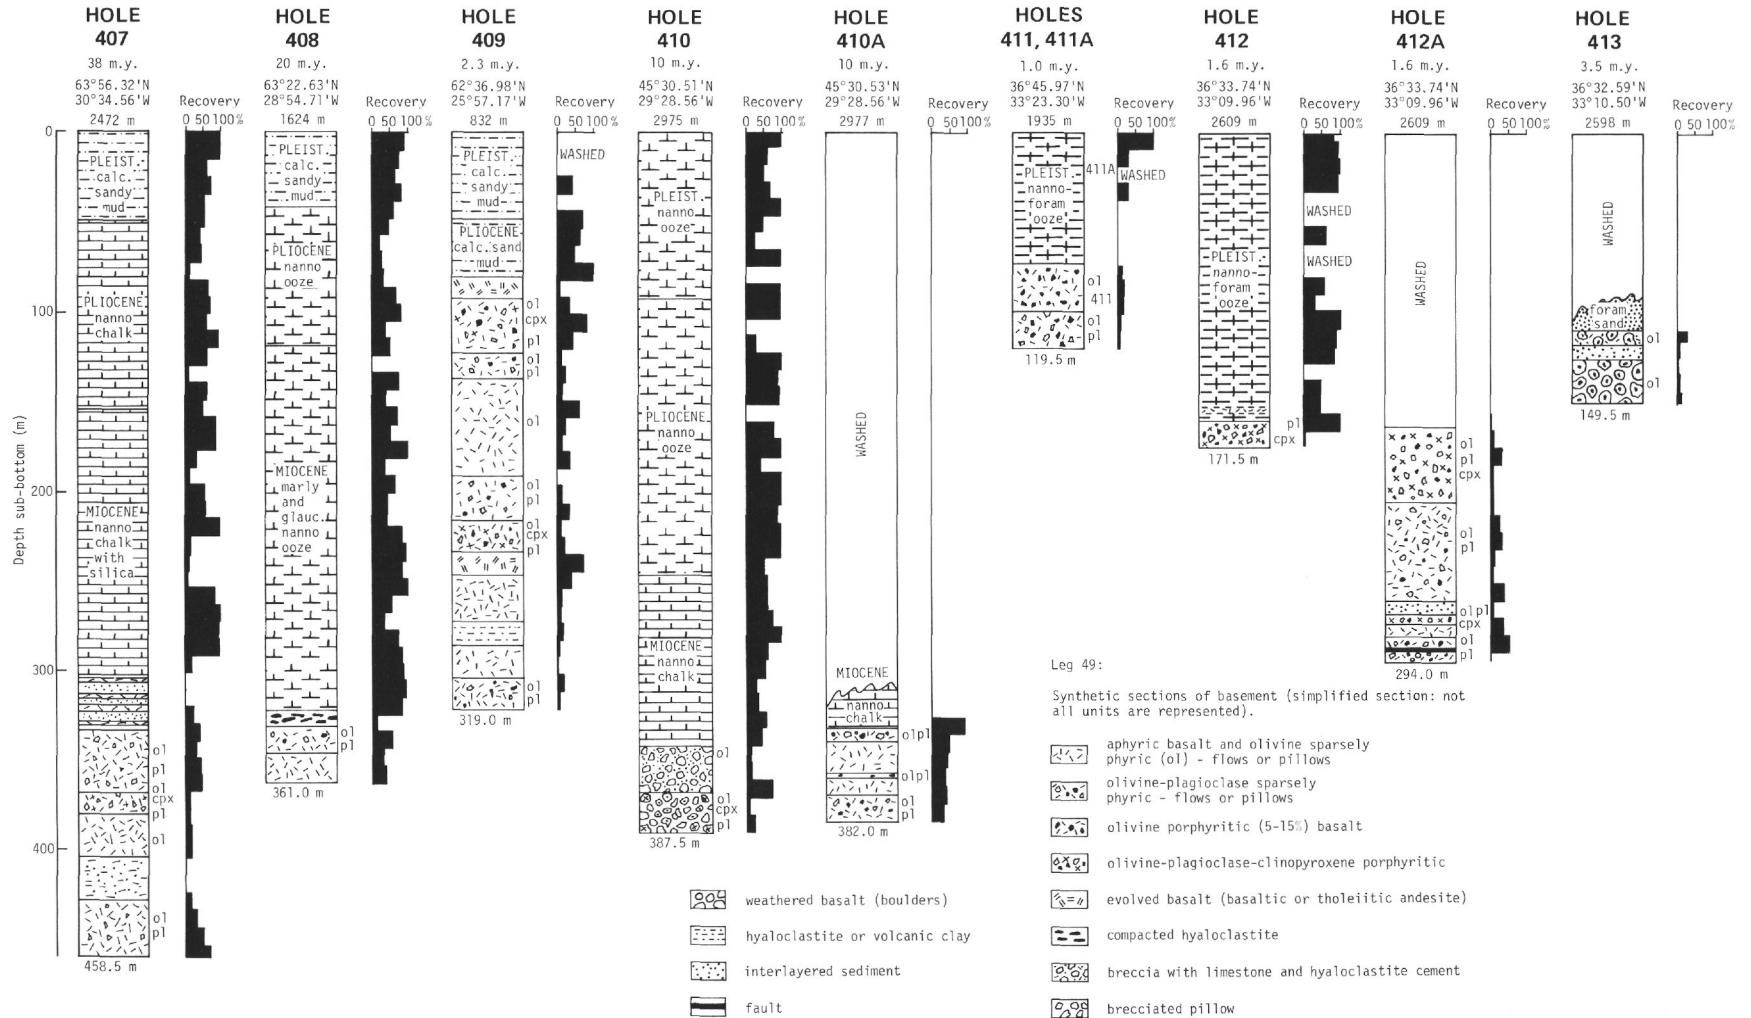 HOLE
407
38 m.y.
63°56.32'N
30°34.56'W
2472 m
Recovery
0 50 100%
PLEIST.
calc.
sandy
mud
PLIOCENE
nanno
chalk
MIOCENE
nanno
chalk
with
silica
ol
pl
ol
cpx
pl
ol
ol
pl
458.5 m
0
100
200
300
400
Depth sub-bottom (m)
HOLE
408
20 m.y.
63°22.63'N
28°54.71'W
1624 m
Recovery
0 50 100%
PLEIST.
calc.
sandy
mud
PLIOCENE
nanno
ooze
MIOCENE
marly
and
glauc.
nanno
ooze
ol
pl
361.0 m
HOLE
409
2.3 m.y.
62°36.98'N
25°57.17'W
832 m
Recovery
0 50 100%
WASHED
PLEIST.
calc.
sandy
mud
PLIOCENE
calc. sand
mud
ol
cpx
pl
ol
pl
ol
ol
pl
ol
cpx
pl
ol
pl
319.0 m
HOLE
410
10 m.y.
45°30.51'N
29°28.56'W
2975 m
Recovery
0 50 100%
PLEIST.
nanno
ooze
PLIOCENE
nanno
ooze
MIOCENE
nanno
chalk
ol
ol
cpx
pl
387.5 m
HOLE
410A
10 m.y.
45°30.53'N
29°28.56'W
2977 m
Recovery
0 50 100%
WASHED
MIOCENE
nanno
chalk
olpl
olpl
ol
pl
382.0 m
HOLES
411, 411A
1.0 m.y.
36°45.97'N
33°23.30'W
1935 m
Recovery
0 50 100%
PLEIST.
nanno-
foram
ooze
411A
WASHED
ol
411
ol
pl
119.5 m
HOLE
412
1.6 m.y.
36°33.74'N
33°09.96'W
2609 m
Recovery
0 50 100%
WASHED
WASHED
PLEIST.
nanno-
foram
ooze
pl
cpx
171.5 m
HOLE
412A
1.6 m.y.
36°33.74'N
33°09.96'W
2609 m
Recovery
0 50 100%
WASHED
ol
pl
cpx
ol
pl
olpl
cpx
ol
pl
294.0 m
HOLE
413
3.5 m.y.
36°32.59'N
33°10.50'W
2598 m
Recovery
0 50 100%
WASHED
foram
sand
ol
ol
149.5 m
Leg 49:
Synthetic sections of basement (simplified section: not
all units are represented).
aphyric basalt and olivine sparsely
phyric (ol) - flows or pillows
olivine-plagioclase sparsely
phyric - flows or pillows
olivine porphyritic (5-15%) basalt
olivine-plagioclase-clinopyroxene porphyritic
evolved basalt (basaltic or tholeiitic andesite)
compacted hyaloclastite
breccia with limestone and hyaloclastite cement
brecciated pillow
weathered basalt (boulders)
hyaloclastite or volcanic clay
interlayered sediment
fault